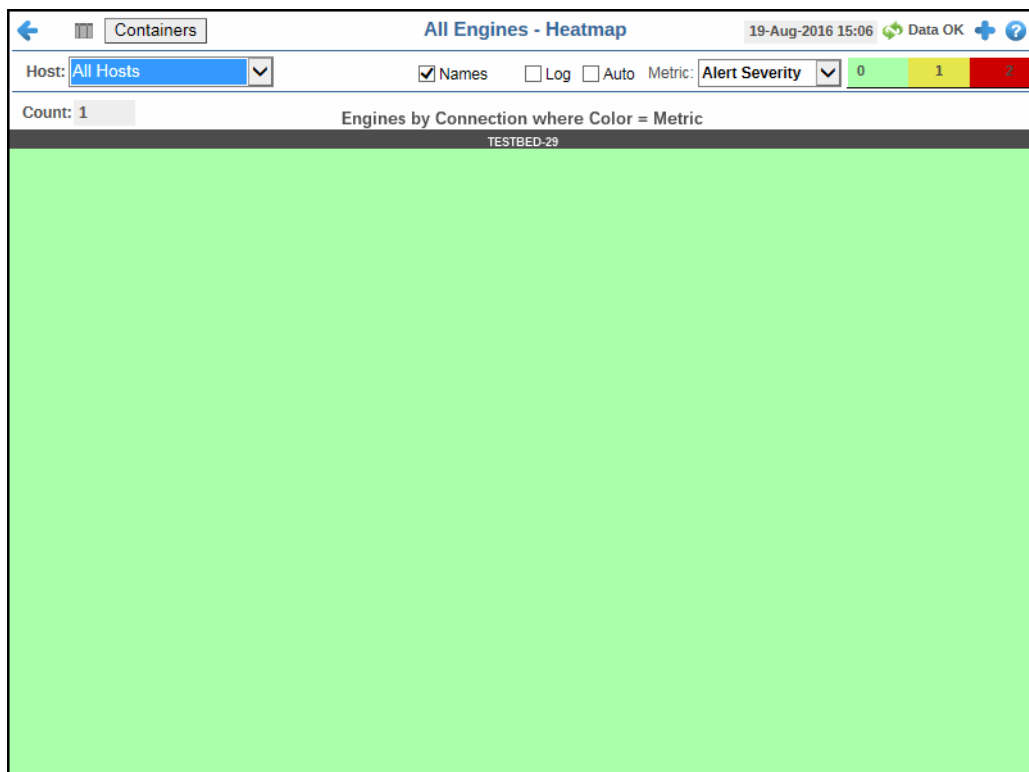 Containers All Engines - Heatmap 19-Aug-2016 15:06 Data OK ?
Host: All Hosts Names Log Auto Metric: Alert Severity 0 1 2
Count: 1
Engines by Connection where Color = Metric
TESTBED-29